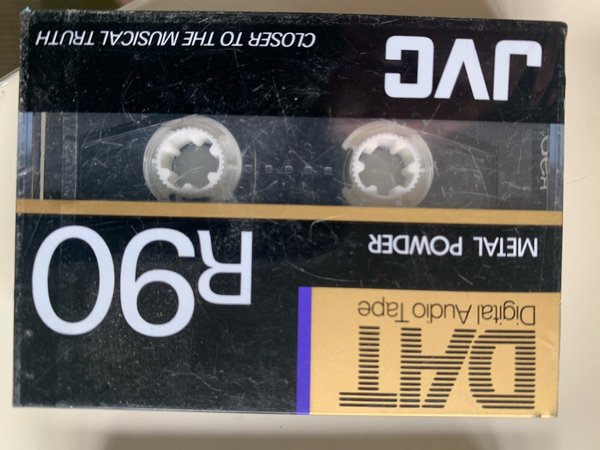 DAT
Digital Audio Tape
R90
METAL POWDER
JVC
CLOSER TO THE MUSICAL TRUTH